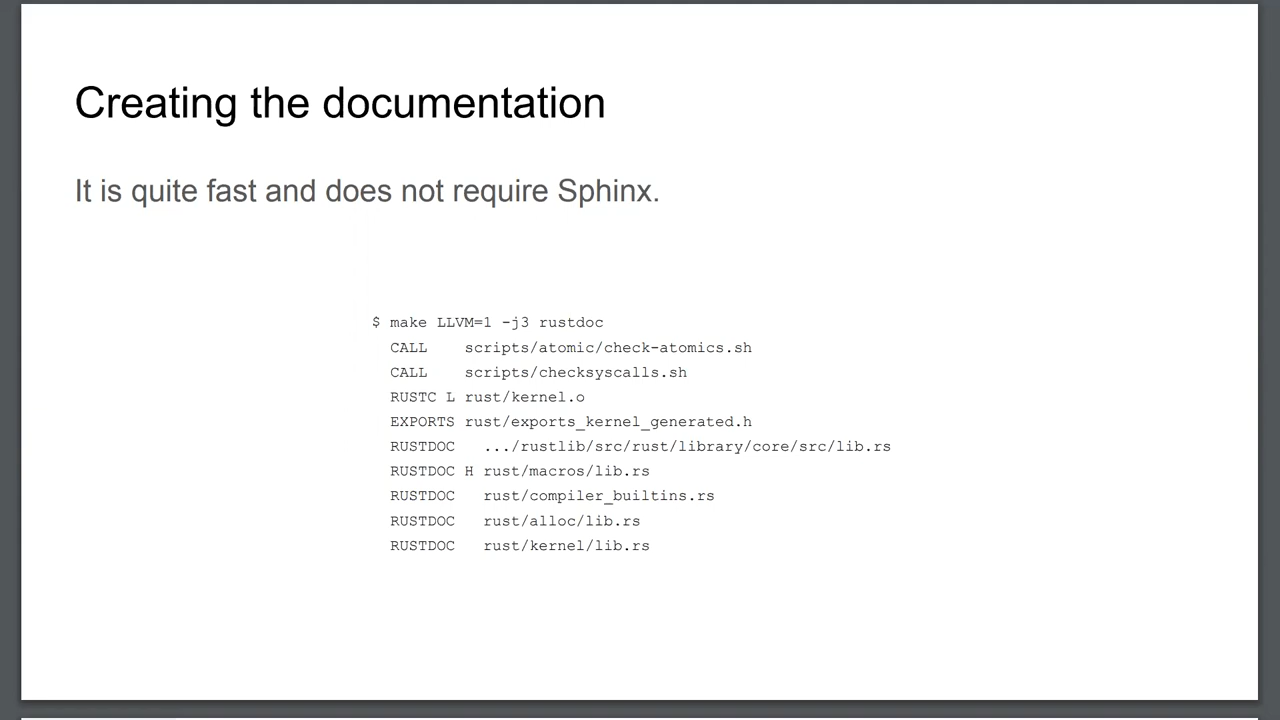 Creating the documentation
It is quite fast and does not require Sphinx.
$ make LLVM=1 -j3 rustdoc
  CALL    scripts/atomic/check-atomics.sh
  CALL    scripts/checksyscalls.sh
  RUSTC L rust/kernel.o
  EXPORTS rust/exports_kernel_generated.h
  RUSTDOC   .../rustlib/src/rust/library/core/src/lib.rs
  RUSTDOC H rust/macros/lib.rs
  RUSTDOC   rust/compiler_builtins.rs
  RUSTDOC   rust/alloc/lib.rs
  RUSTDOC   rust/kernel/lib.rs